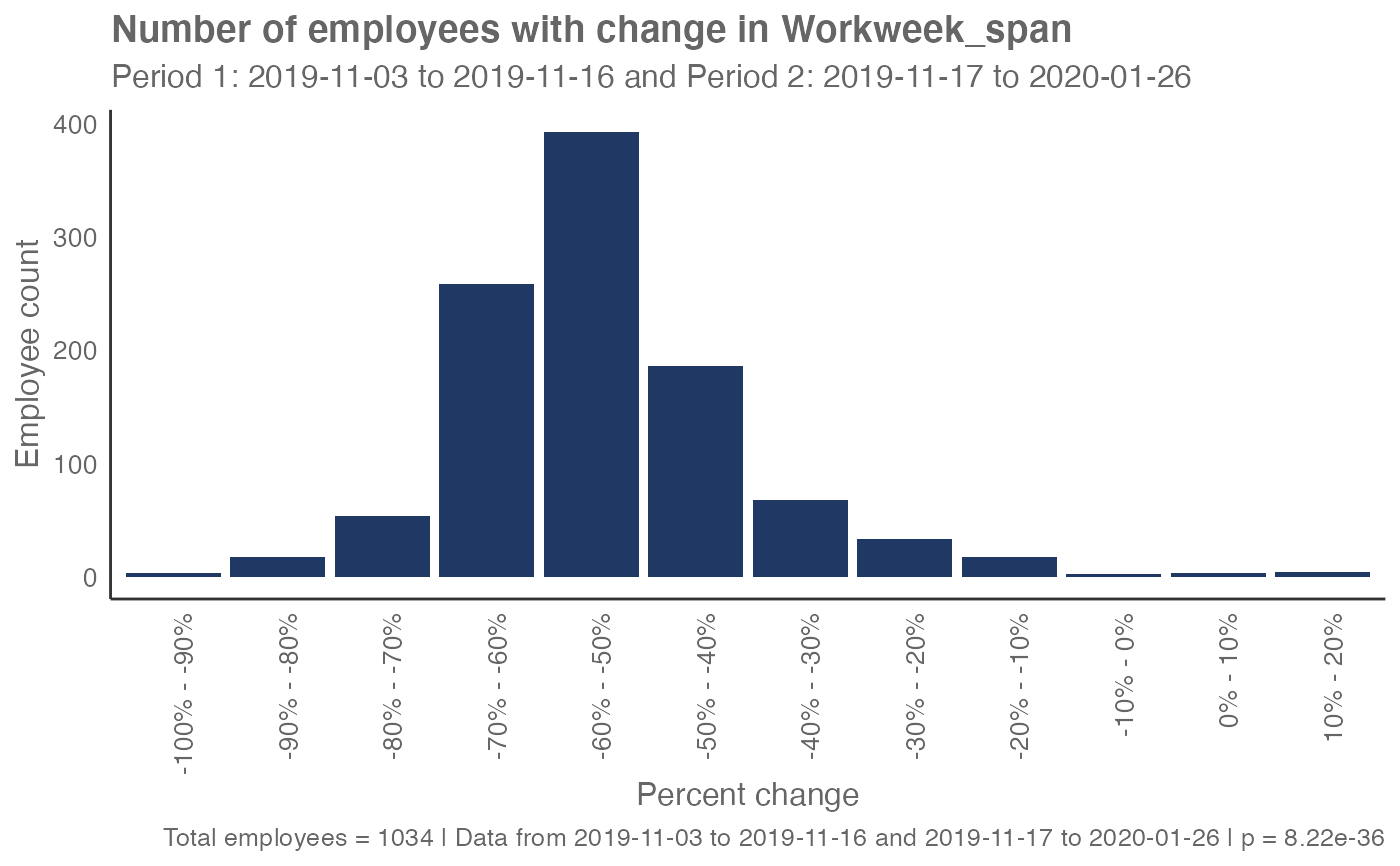 Number of employees with change in Workweek_span
Period 1: 2019-11-03 to 2019-11-16 and Period 2: 2019-11-17 to 2020-01-26
Employee count
400
300
200
100
0
-100% - -90%
-90% - -80%
-80% - -70%
-70% - -60%
-60% - -50%
-50% - -40%
-40% - -30%
-30% - -20%
-20% - -10%
-10% - 0%
0% - 10%
10% - 20%
Percent change
Total employees = 1034 | Data from 2019-11-03 to 2019-11-16 and 2019-11-17 to 2020-01-26 | p = 8.22e-36